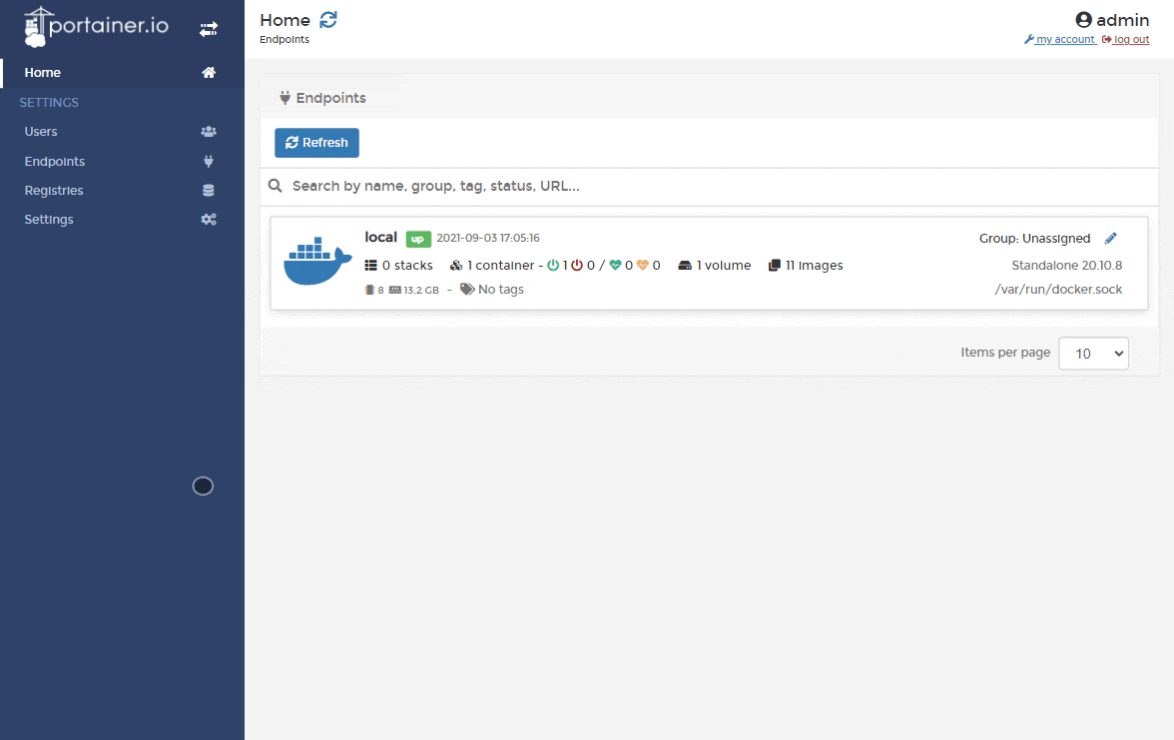 portainer.io
Home
SETTINGS
Users
Endpoints
Registries
Settings
Home
Endpoints
admin
my account log out
Endpoints
Refresh
Search by name, group, tag, status, URL...
local up 2021-09-03 17:05:16
Group: Unassigned
0 stacks 1 container - 1 0 / 0 0 1 volume 11 images
Standalone 20.10.8
8 13.2 GB - No tags
/var/run/docker.sock
Items per page 10